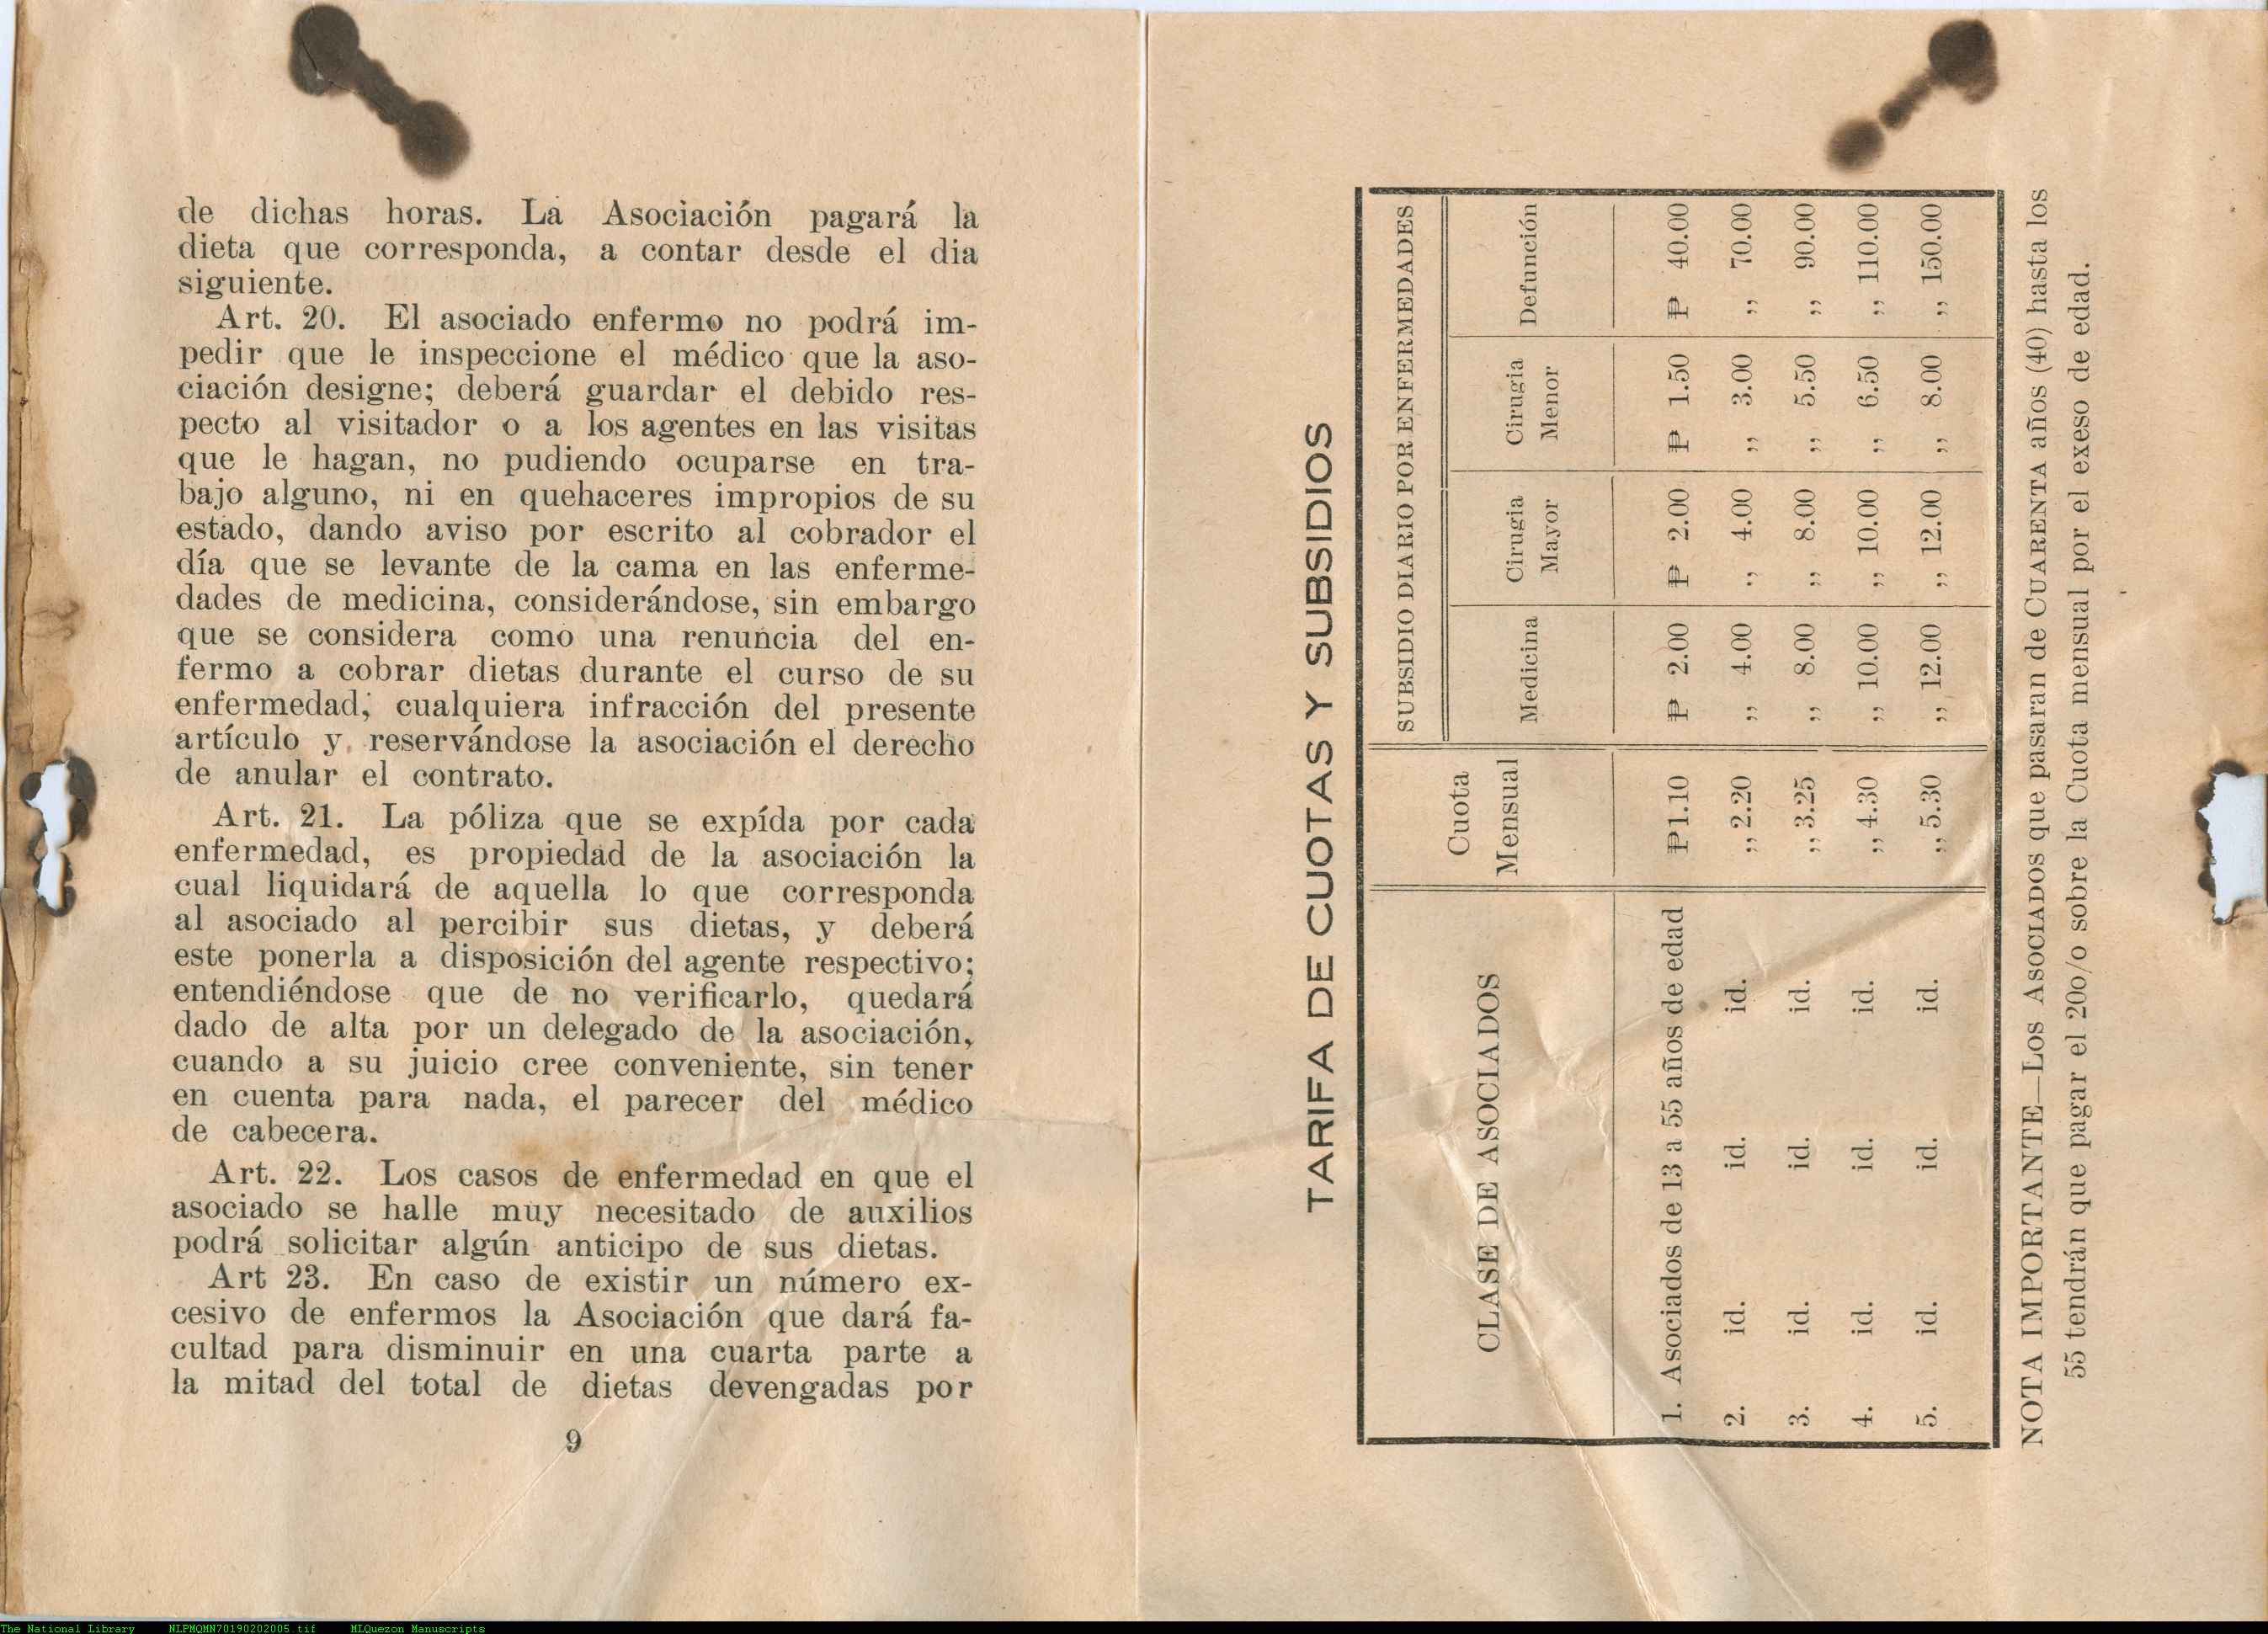 de dichas horas. La Asociación pagará la
dieta que corresponda, a contar desde el dia
siguiente.
Art. 20. El asociado enfermo no podrá im-
pedir que le inspeccione el médico que la aso-
ciación designe; deberá guardar el debido res-
pecto al visitador o a los agentes en las visitas
que le hagan, no pudiendo ocuparse en tra-
bajo alguno, ni en quehaceres impropios de su
estado, dando aviso por escrito al cobrador el
día que se levante de la cama en las enferme-
dades de medicina, considerándose, sin embargo
que se considera como una renuncia del en-
fermo a cobrar dietas durante el curso de su
enfermedad, cualquiera infracción del presente
artículo y reservándose la asociación el derecho
de anular el contrato.
Art. 21. La póliza que se expída por cada
enfermedad, es propiedad de la asociación la
cual liquidará de aquella lo que corresponda
al asociado al percibir sus dietas, y deberá
este ponerla a disposición del agente respectivo;
entendiéndose que de no verificarlo, quedará
dado de alta por un delegado de la asociación,
cuando a su juicio cree conveniente, sin tener
en cuenta para nada, el parecer del médico
de cabecera.
Art. 22. Los casos de enfermedad en que el
asociado se halle muy necesitado de auxilios
podrá solicitar algún anticipo de sus dietas.
Art 23. En caso de existir un número ex-
cesivo de enfermos la Asociación que dará fa-
cultad para disminuir en una cuarta parte a
la mitad del total de dietas devengadas por
9
TARIFA DE CUOTAS Y SUBSIDIOS
CLASE DE ASOCIADOS Cuota Mensual SUBSIDIO DIARIO POR ENFERMEDADES
Medicina Cirugia Mayor Cirugia Menor Defunción
1. Asociados de 13 a 55 años de edad ₱1.10 ₱ 2.00 ₱ 2.00 ₱ 1.50 ₱ 40.00
2. id. id. id. ,, 2.20 ,, 4.00 ,, 4.00 ,, 3.00 ,, 70.00
3. id. id. id. ,, 3.25 ,, 8.00 ,, 8.00 ,, 5.50 ,, 90.00
4. id. id. id. ,, 4.30 ,, 10.00 ,, 10.00 ,, 6.50 ,, 110.00
5. id. id. id. ,, 5.30 ,, 12.00 ,, 12.00 ,, 8.00 ,, 150.00
NOTA IMPORTANTE—LOS ASOCIADOS que pasaran de CUARENTA años (40) hasta los
55 tendrán que pagar el 20o/o sobre la Cuota mensual por el exeso de edad.
The National Library NLPMQMN70190202005.tif MLQuezon Manuscripts